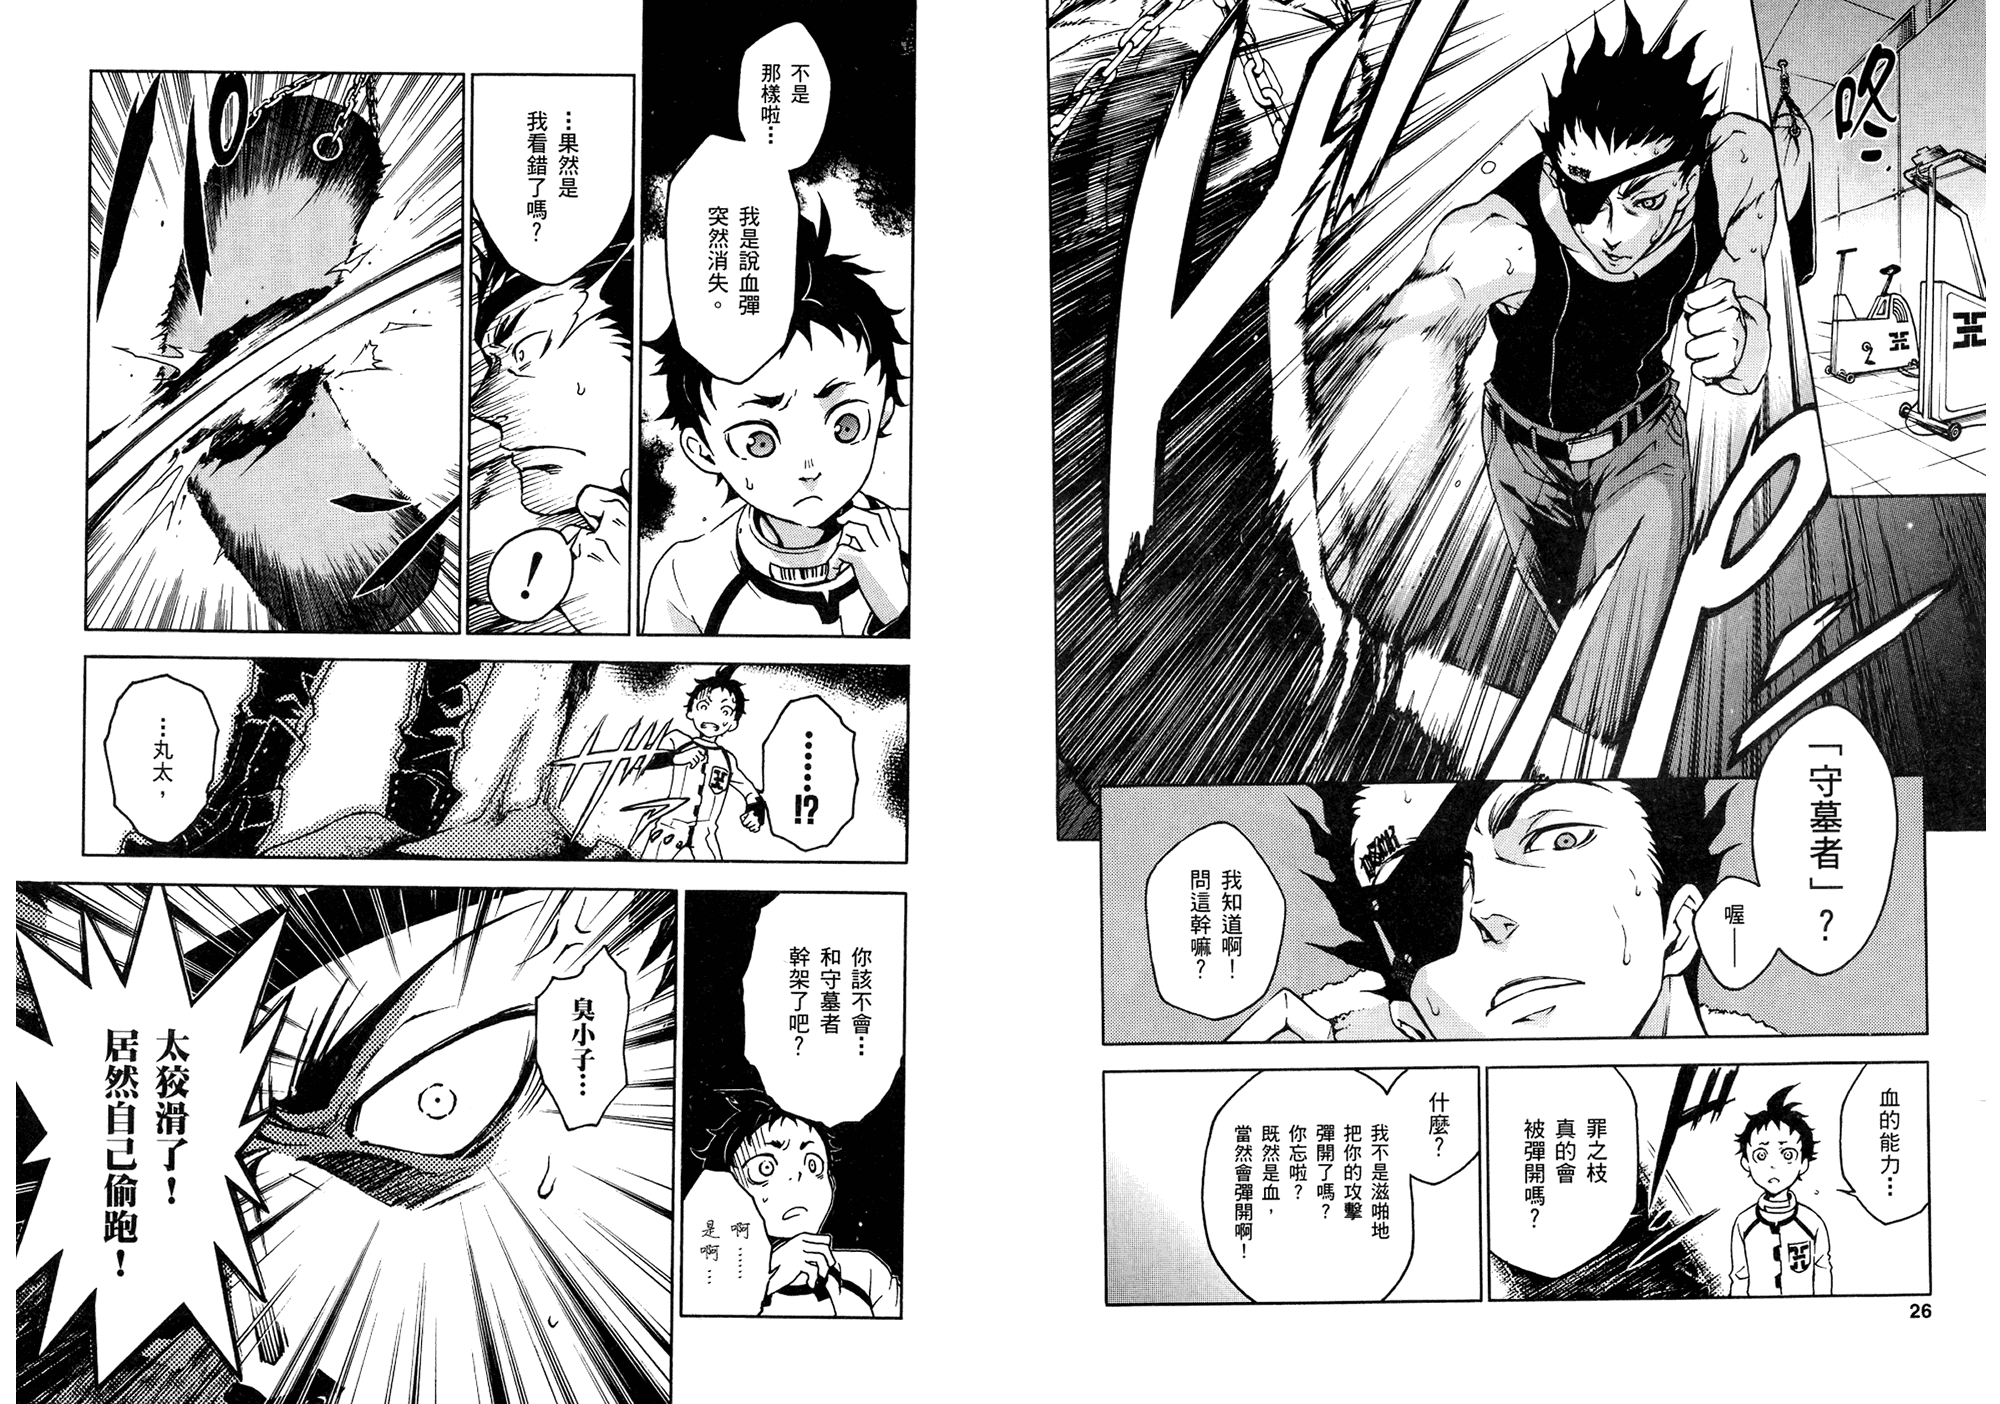 咚
「守墓者」？
喔——
我知道啊！
問這幹嘛？
血的能力…
罪之枝
真的會
被彈開嗎？
什麼？
我不是滋啪地
把你的攻擊
彈開了嗎？
你忘啦？
既然是血，
當然會彈開啊！
26
不是
那樣啦…
我是說血彈
突然消失。
…果然是
我看錯了嗎？
！
……!?
…丸太，
你該不會…
和守墓者
幹架了吧？
啊……
是啊…
臭小子…
太狡滑了！
居然自己偷跑！